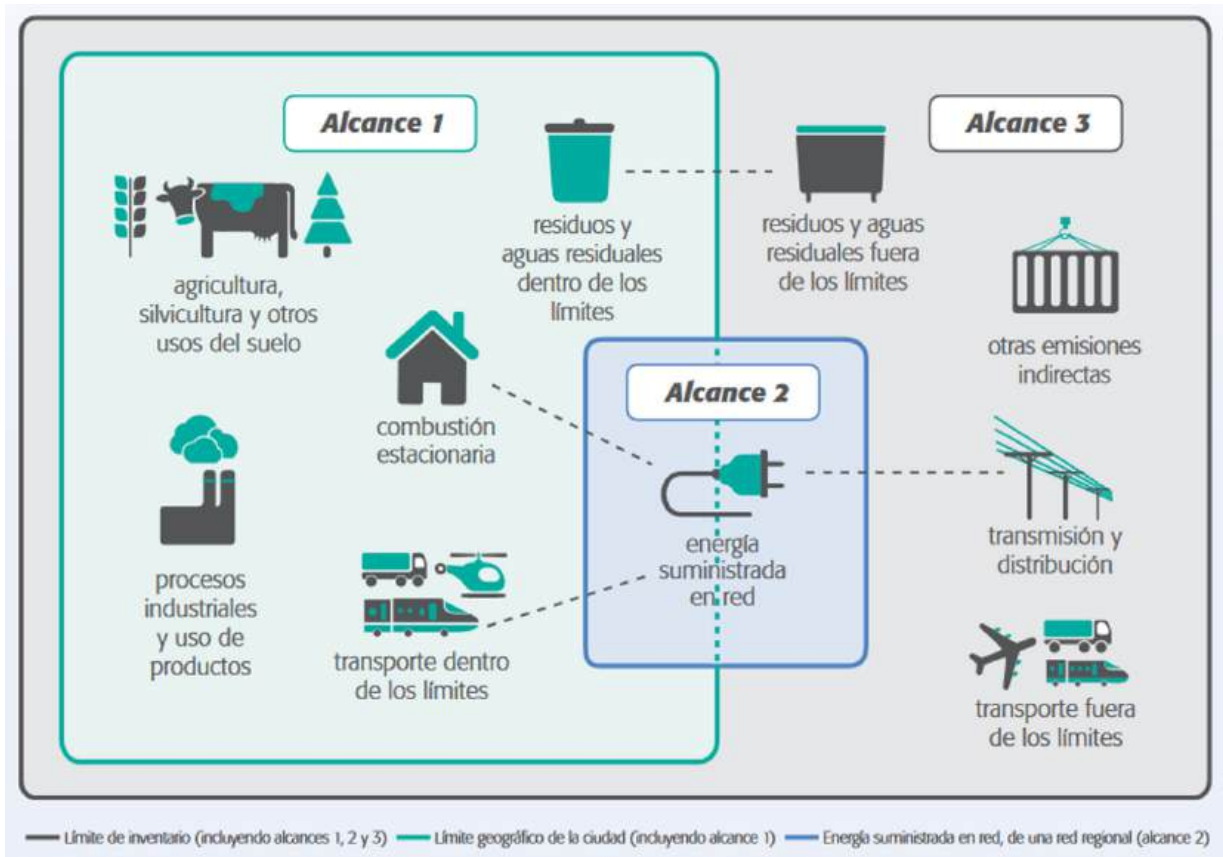 Alcance 1
Alcance 3
residuos y
aguas residuales
dentro de los
límites
residuos y aguas
residuales fuera
de los límites
agricultura,
silvicultura y otros
usos del suelo
otras emisiones
indirectas
Alcance 2
combustión
estacionaria
energía
suministrada
en red
transmisión y
distribución
procesos
industriales
y uso de
productos
transporte dentro
de los límites
transporte fuera
de los límites
Límite de inventario (incluyendo alcances 1, 2 y 3) Límite geográfico de la ciudad (incluyendo alcance 1) Energía suministrada en red, de una red regional (alcance 2)